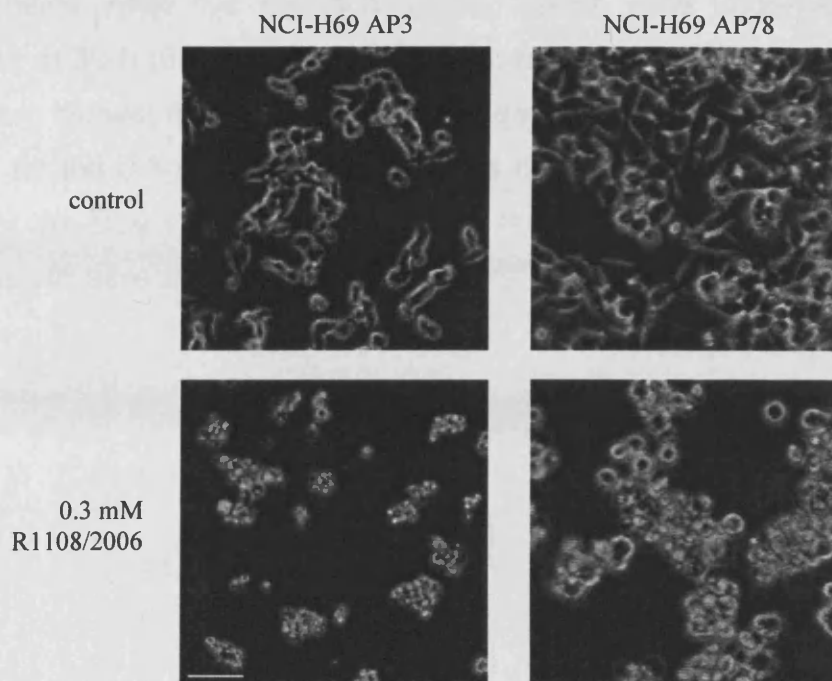 NCI-H69 AP3
NCI-H69 AP78
control
0.3 mM
R1108/2006